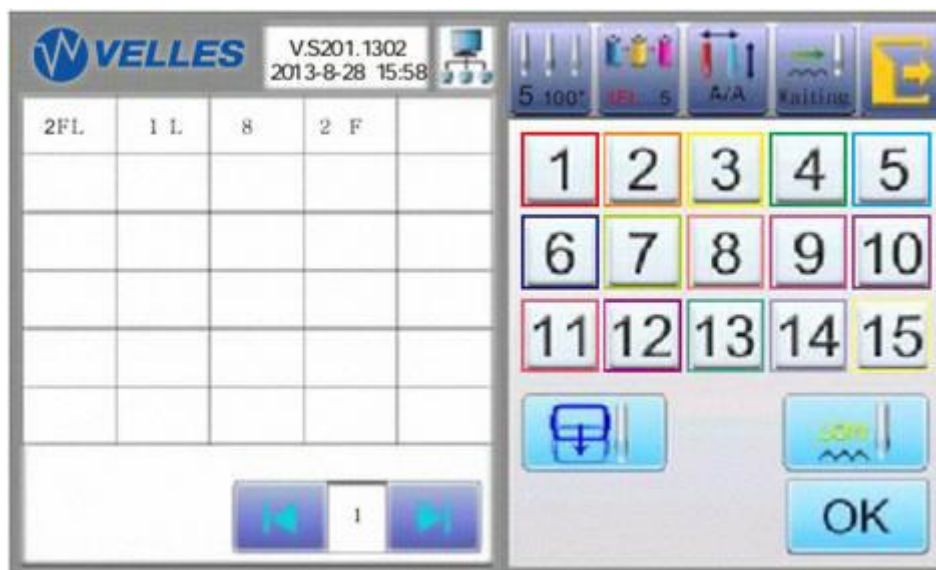 VELLES
V.S201.1302
2013-8-28 15:58
2FL 1 L 8 2 F
1
5 100°
5
A/A
Waiting
1 2 3 4 5
6 7 8 9 10
11 12 13 14 15
OK